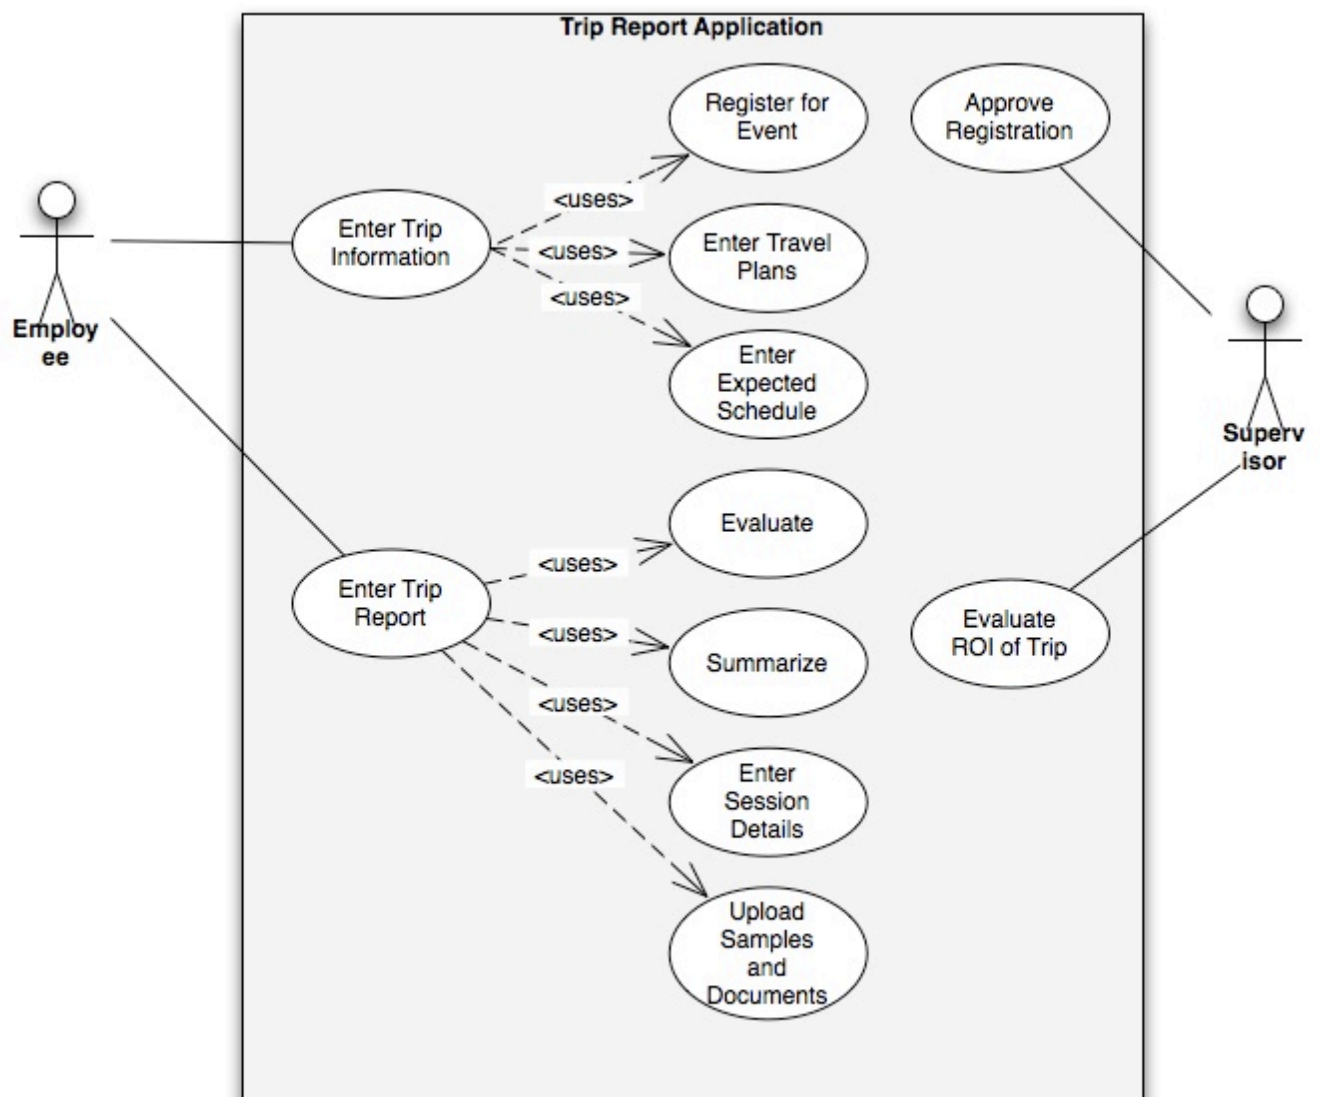 Trip Report Application
Register for
Event
Approve
Registration
<uses>
Enter Trip
Information
<uses>
Enter Travel
Plans
<uses>
Employ
ee
Enter
Expected
Schedule
Superv
isor
Evaluate
<uses>
Enter Trip
Report
<uses>
Summarize
Evaluate
ROI of Trip
<uses>
Enter
Session
Details
<uses>
Upload
Samples
and
Documents